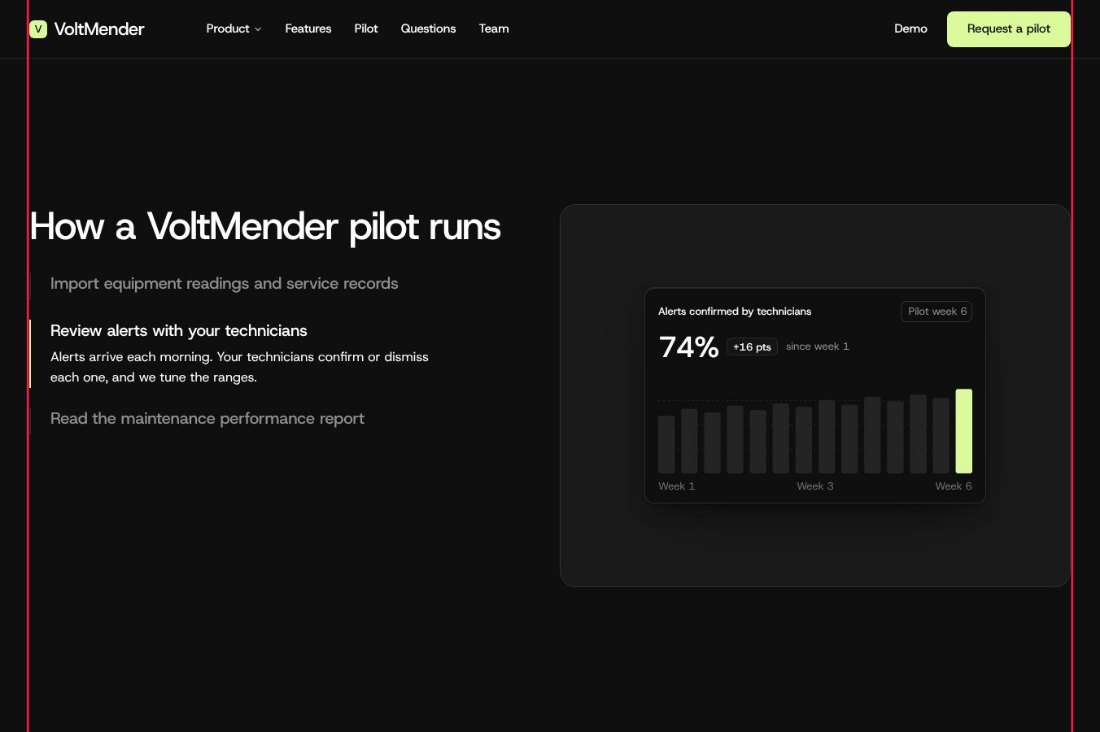 V VoltMender
Product
Features
Pilot
Questions
Team
Demo
Request a pilot
How a VoltMender pilot runs
Import equipment readings and service records
Review alerts with your technicians
Alerts arrive each morning. Your technicians confirm or dismiss
each one, and we tune the ranges.
Read the maintenance performance report
Alerts confirmed by technicians
Pilot week 6
74%
+16 pts
since week 1
Week 1
Week 3
Week 6